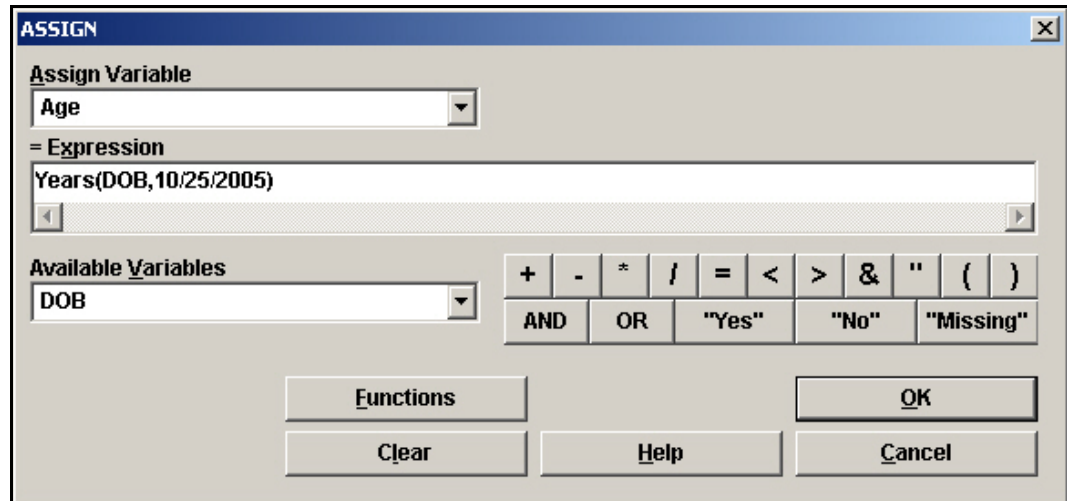 ASSIGN
Assign Variable
Age
= Expression
Years(DOB,10/25/2005)
Available Variables
DOB
+ - * / = < > & " ( )
AND OR "Yes" "No" "Missing"
Functions OK
Clear Help Cancel